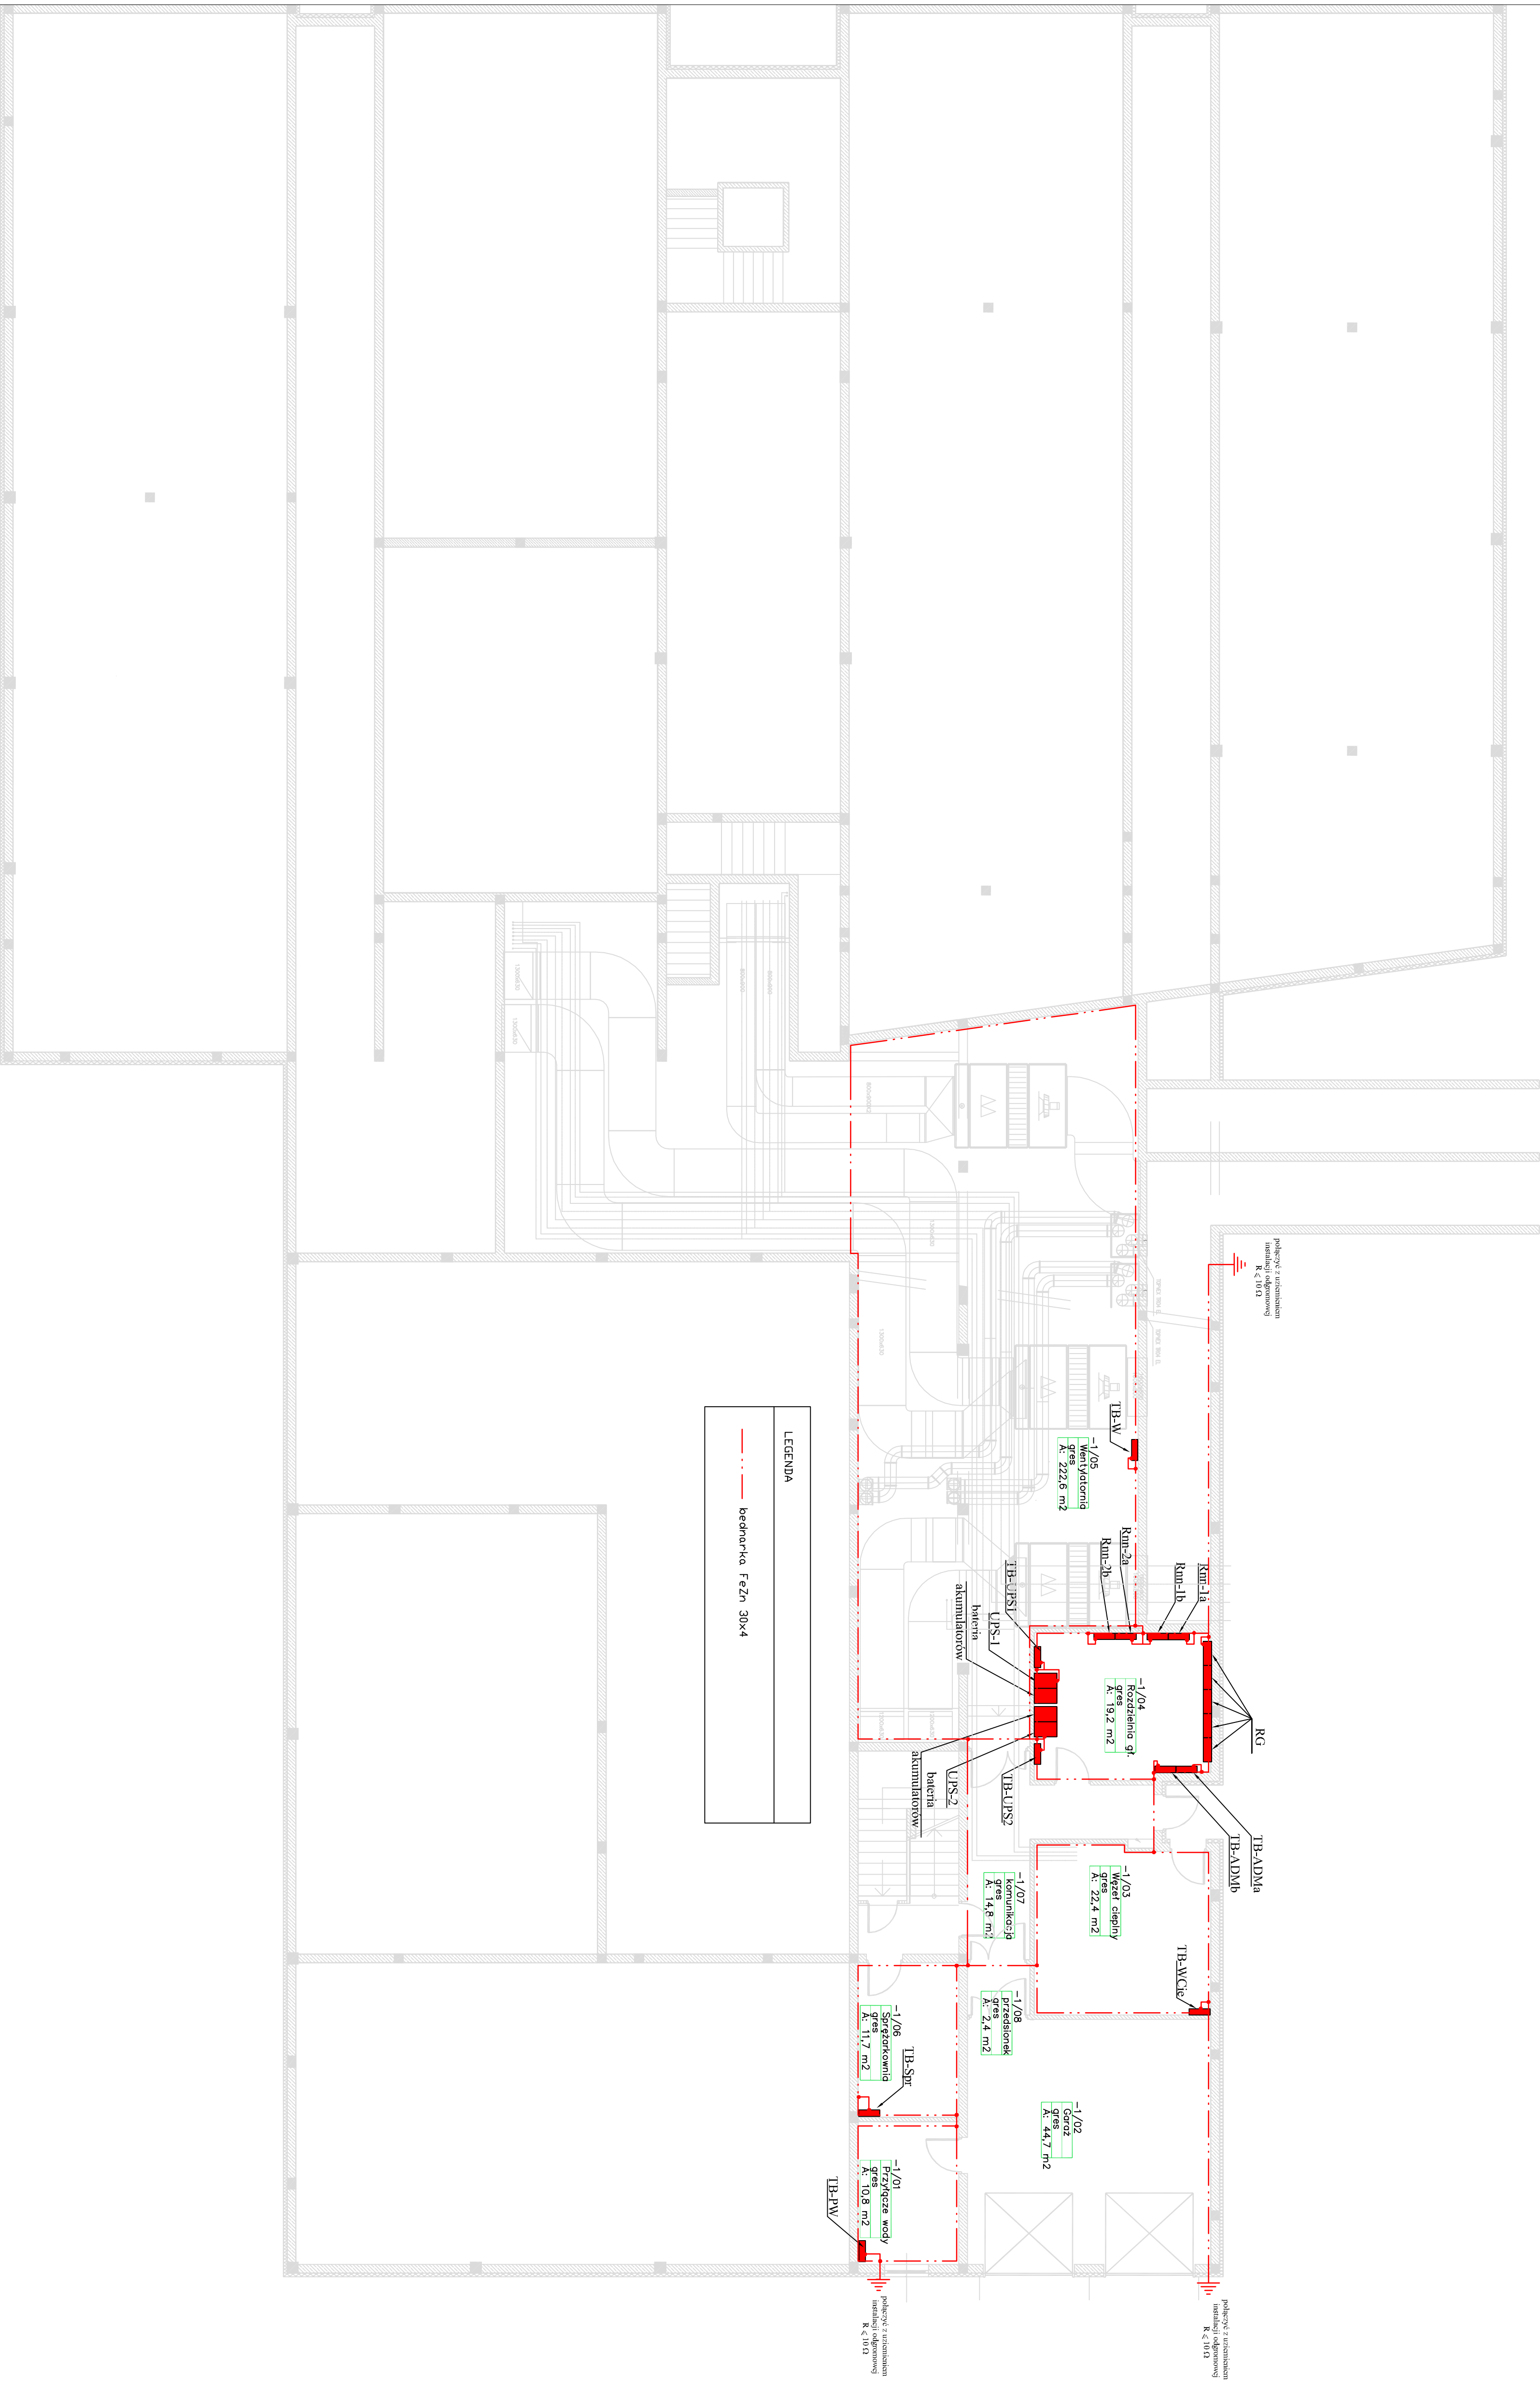 połączyć z uziemieniem
instalacji odgromowej
R ⩽ 10 Ω
TB-W
-1/05
Wentylatornia
gres
A: 222,6 m2
Rnn-1a
Rnn-1b
Rnn-2a
Rnn-2b
TB-UPS1
UPS-1
bateria
akumulatorów
-1/04
Rozdzielnia gł.
gres
A: 19,2 m2
RG
TB-UPS2
UPS-2
bateria
akumulatorów
TB-ADMa
TB-ADMb
-1/03
Węzeł cieplny
gres
A: 22,4 m2
-1/07
komunikacja
gres
A: 14,8 m2
TB-WCie
-1/08
przedsionek
gres
A: 2,4 m2
-1/06
Sprężarkownia
gres
A: 11,7 m2
TB-Spr
-1/02
Garaż
gres
A: 44,7 m2
-1/01
Przyłącze wody
gres
A: 10,8 m2
TB-PW
połączyć z uziemieniem
instalacji odgromowej
R ⩽ 10 Ω
połączyć z uziemieniem
instalacji odgromowej
R ⩽ 10 Ω
LEGENDA
bednarka FeZn 30x4
1300x630
1300x630
1300x630
1300x630